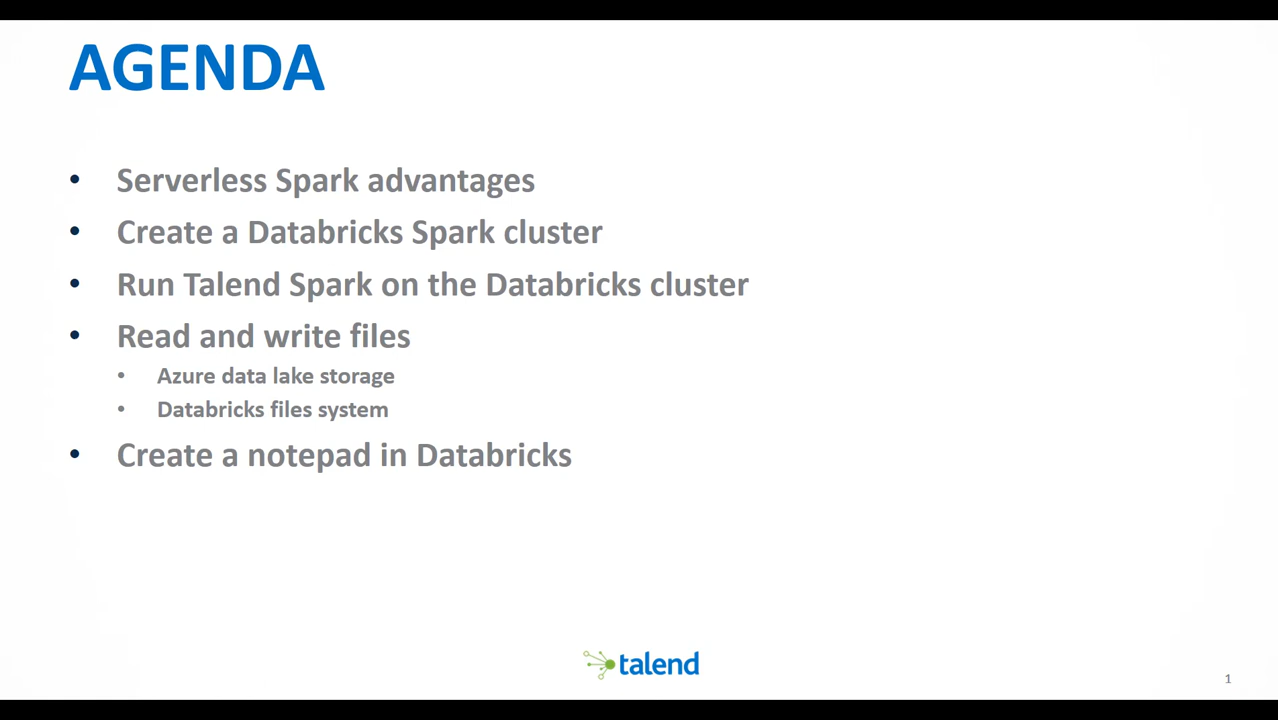 AGENDA
• Serverless Spark advantages
• Create a Databricks Spark cluster
• Run Talend Spark on the Databricks cluster
• Read and write files
• Azure data lake storage
• Databricks files system
• Create a notepad in Databricks
talend
1